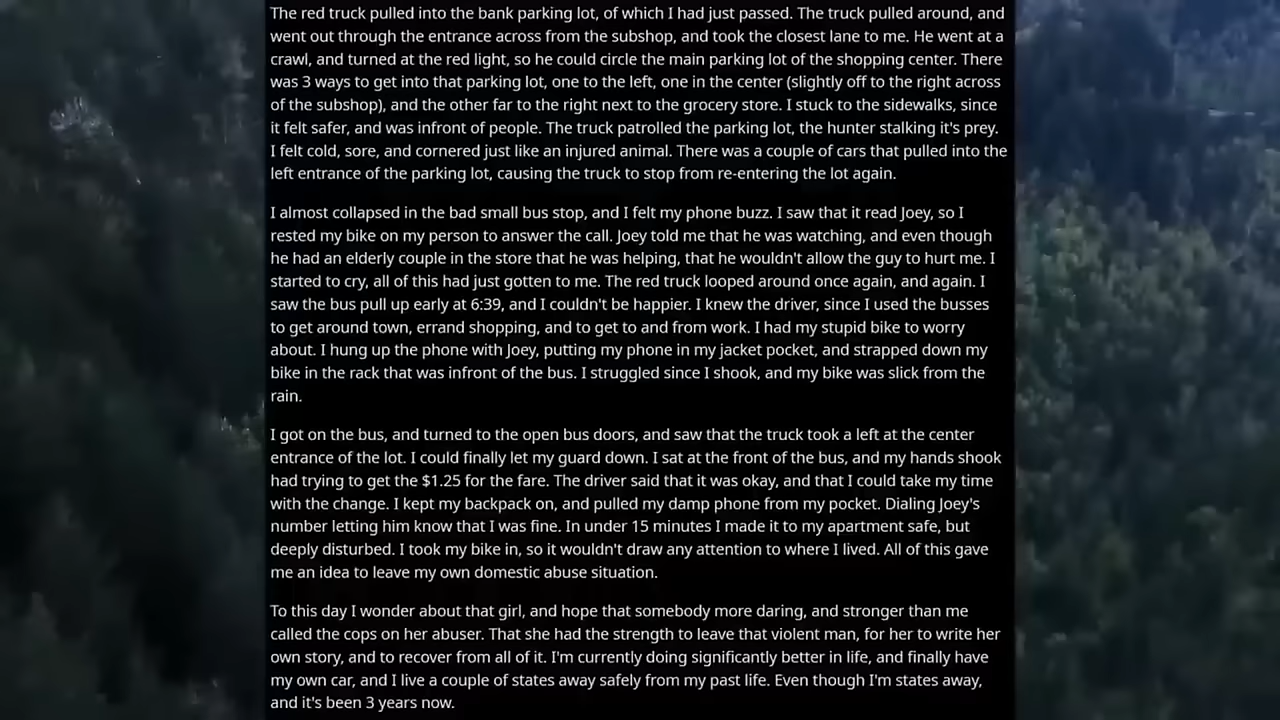 The red truck pulled into the bank parking lot, of which I had just passed. The truck pulled around, and
went out through the entrance across from the subshop, and took the closest lane to me. He went at a
crawl, and turned at the red light, so he could circle the main parking lot of the shopping center. There
was 3 ways to get into that parking lot, one to the left, one in the center (slightly off to the right across
of the subshop), and the other far to the right next to the grocery store. I stuck to the sidewalks, since
it felt safer, and was infront of people. The truck patrolled the parking lot, the hunter stalking it's prey.
I felt cold, sore, and cornered just like an injured animal. There was a couple of cars that pulled into the
left entrance of the parking lot, causing the truck to stop from re-entering the lot again.
I almost collapsed in the bad small bus stop, and I felt my phone buzz. I saw that it read Joey, so I
rested my bike on my person to answer the call. Joey told me that he was watching, and even though
he had an elderly couple in the store that he was helping, that he wouldn't allow the guy to hurt me. I
started to cry, all of this had just gotten to me. The red truck looped around once again, and again. I
saw the bus pull up early at 6:39, and I couldn't be happier. I knew the driver, since I used the busses
to get around town, errand shopping, and to get to and from work. I had my stupid bike to worry
about. I hung up the phone with Joey, putting my phone in my jacket pocket, and strapped down my
bike in the rack that was infront of the bus. I struggled since I shook, and my bike was slick from the
rain.
I got on the bus, and turned to the open bus doors, and saw that the truck took a left at the center
entrance of the lot. I could finally let my guard down. I sat at the front of the bus, and my hands shook
had trying to get the $1.25 for the fare. The driver said that it was okay, and that I could take my time
with the change. I kept my backpack on, and pulled my damp phone from my pocket. Dialing Joey's
number letting him know that I was fine. In under 15 minutes I made it to my apartment safe, but
deeply disturbed. I took my bike in, so it wouldn't draw any attention to where I lived. All of this gave
me an idea to leave my own domestic abuse situation.
To this day I wonder about that girl, and hope that somebody more daring, and stronger than me
called the cops on her abuser. That she had the strength to leave that violent man, for her to write her
own story, and to recover from all of it. I'm currently doing significantly better in life, and finally have
my own car, and I live a couple of states away safely from my past life. Even though I'm states away,
and it's been 3 years now.